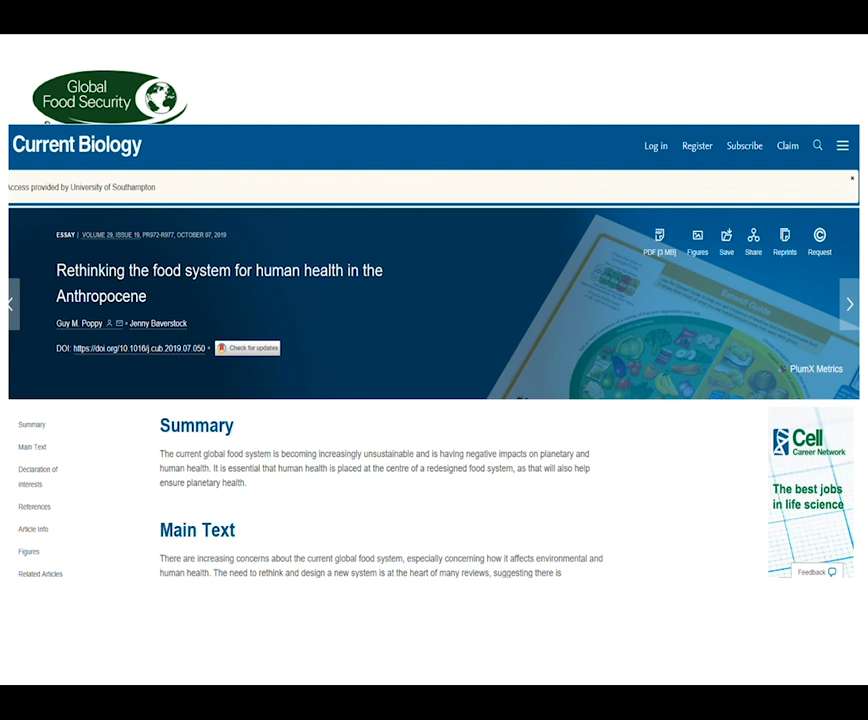 Global
Food Security
Current Biology
Log in Register Subscribe Claim
Access provided by University of Southampton
ESSAY | VOLUME 29, ISSUE 19, PR972-R977, OCTOBER 07, 2019
PDF [3 MB] Figures Save Share Reprints Request
Rethinking the food system for human health in the
Anthropocene
Guy M. Poppy • Jenny Baverstock
DOI: https://doi.org/10.1016/j.cub.2019.07.050 • Check for updates
Eatwell Guide
PlumX Metrics
Summary
Main Text
Declaration of
Interests
References
Article Info
Figures
Related Articles
Summary
The current global food system is becoming increasingly unsustainable and is having negative impacts on planetary and
human health. It is essential that human health is placed at the centre of a redesigned food system, as that will also help
ensure planetary health.
Main Text
There are increasing concerns about the current global food system, especially concerning how it affects environmental and
human health. The need to rethink and design a new system is at the heart of many reviews, suggesting there is
Cell
Career Network
The best jobs
in life science
Feedback